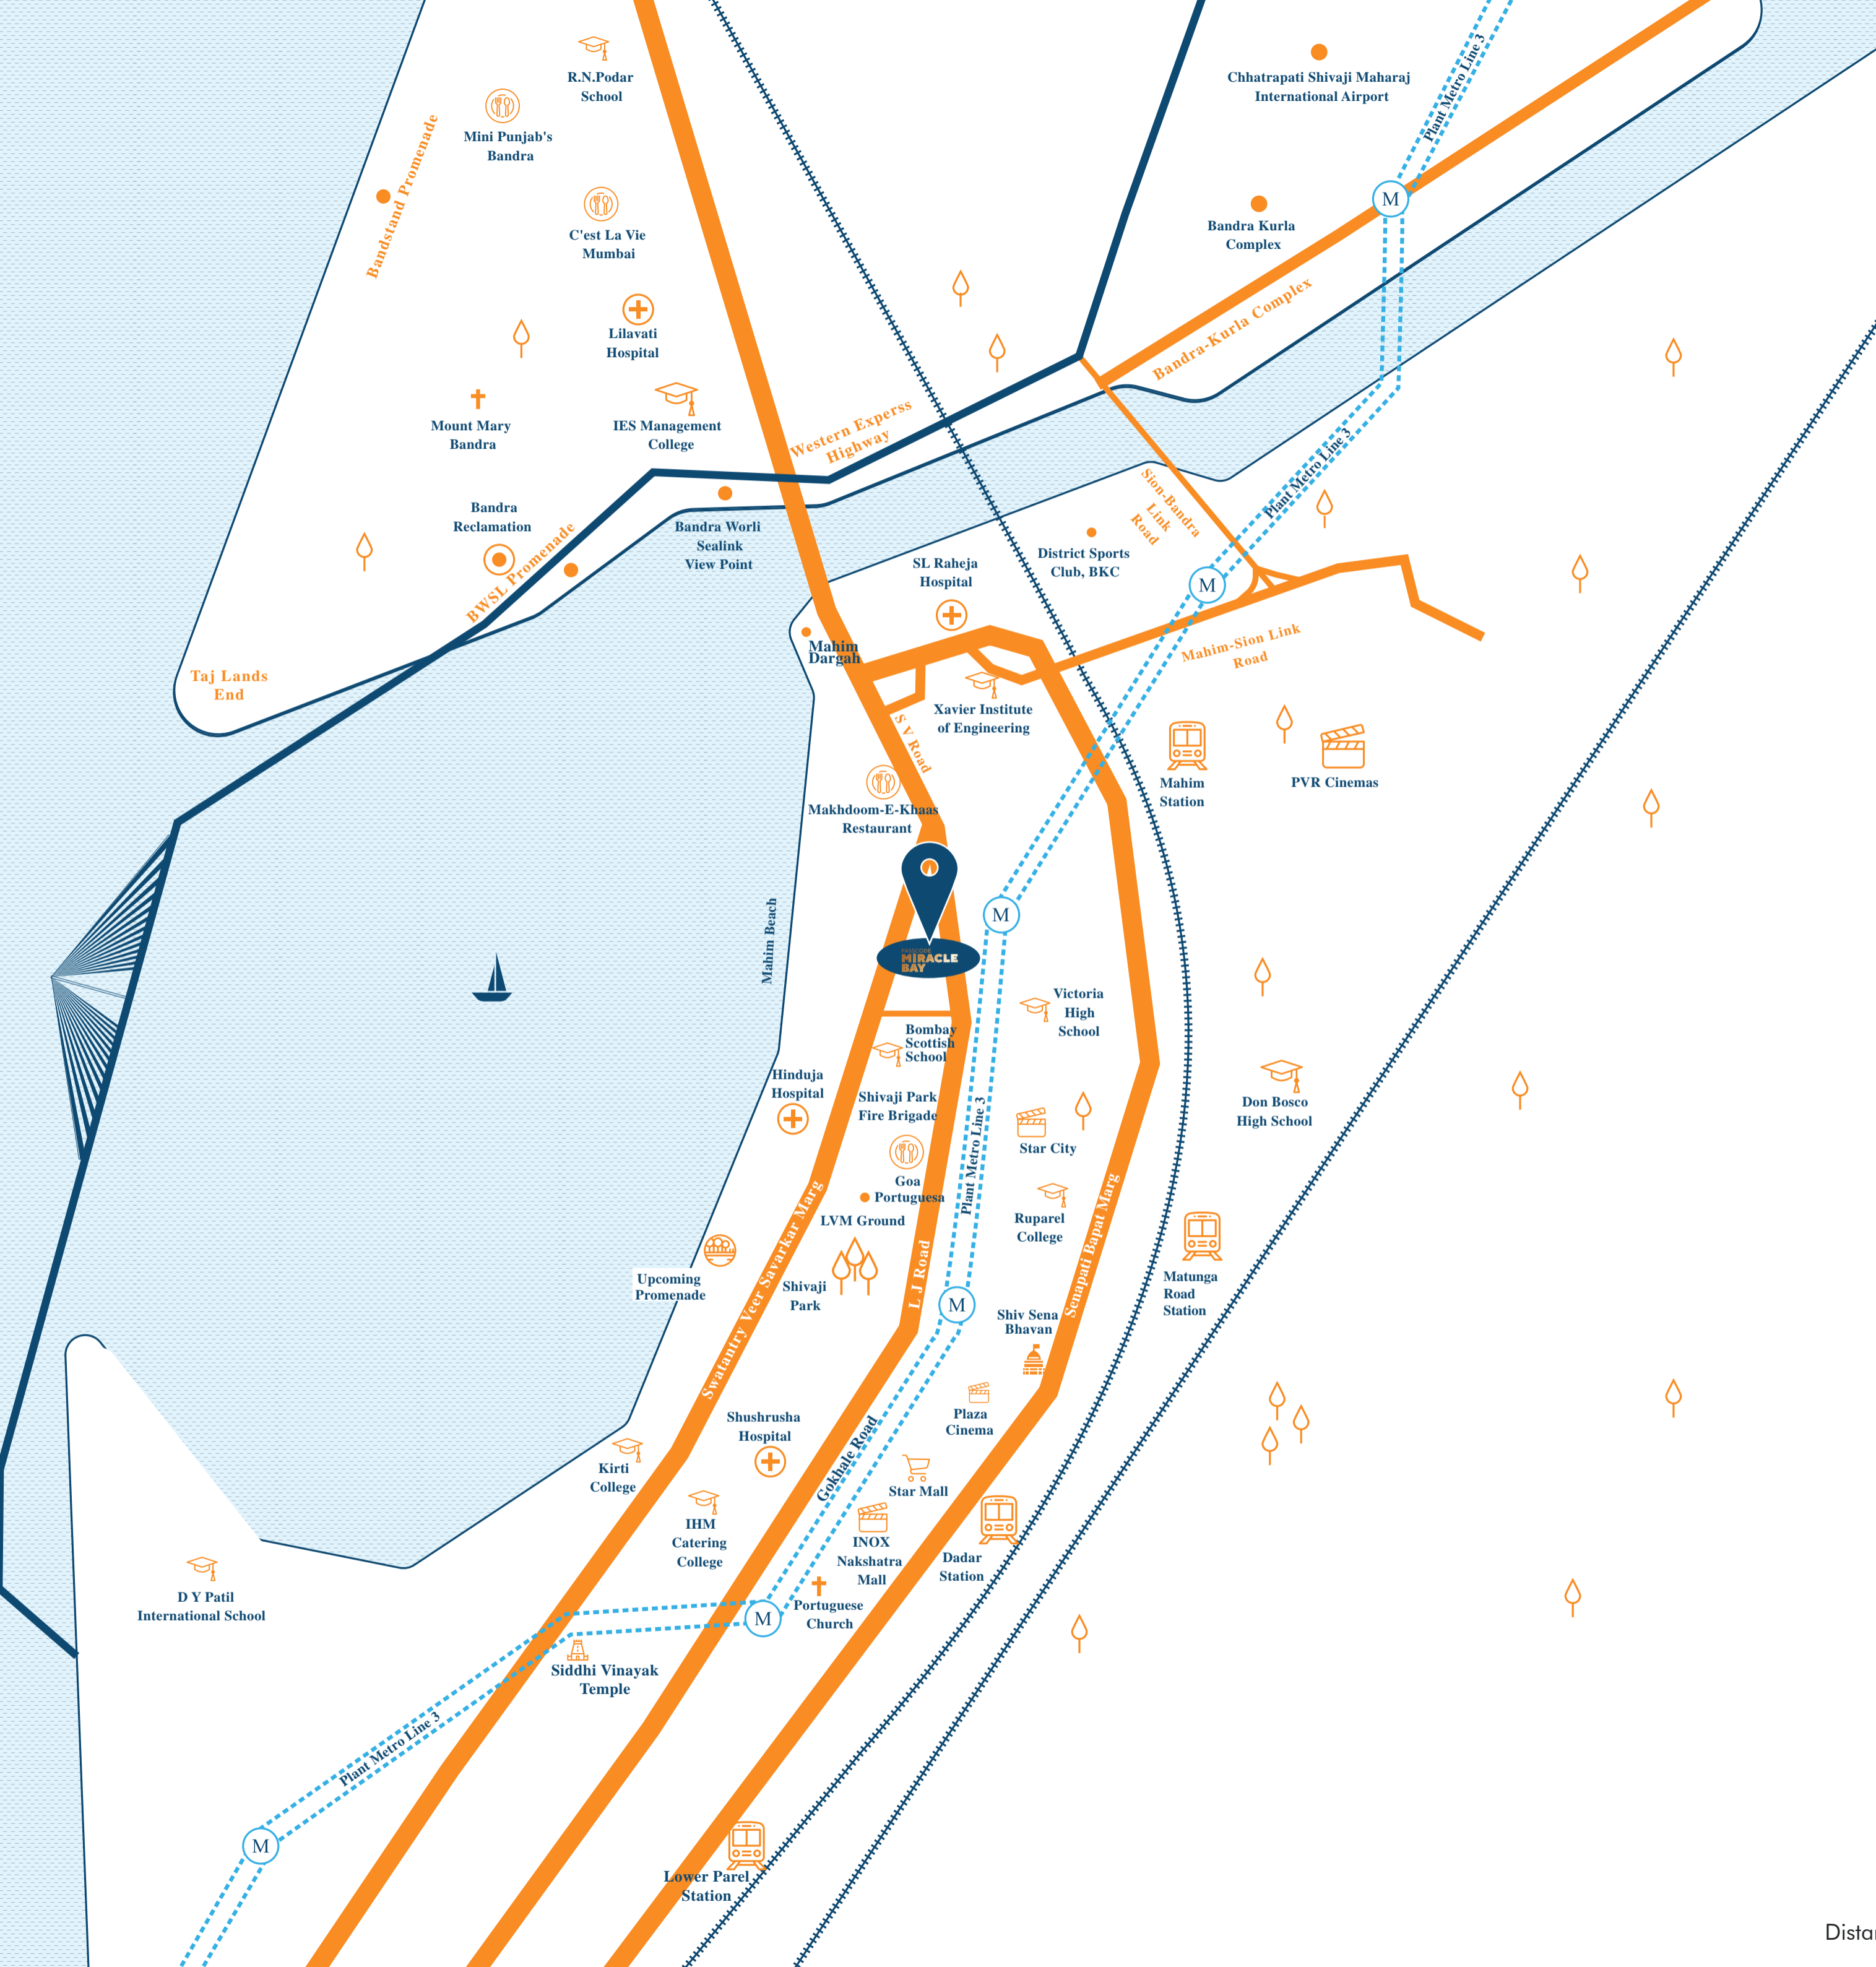 R.N.Podar
School
Mini Punjab's
Bandra
Bandstand Promenade
C'est La Vie
Mumbai
Lilavati
Hospital
Mount Mary
Bandra
IES Management
College
Bandra
Reclamation
BWSL Promenade
Bandra Worli
Sealink
View Point
Taj Lands
End
Western Experss
Highway
Chhatrapati Shivaji Maharaj
International Airport
Plant Metro Line 3
M
Bandra Kurla
Complex
Bandra-Kurla Complex
Plant Metro Line 3
Sion-Bandra
Link
Road
District Sports
Club, BKC
SL Raheja
Hospital
M
Mahim-Sion Link
Road
Mahim
Dargah
Xavier Institute
of Engineering
S V Road
Mahim
Station
PVR Cinemas
Makhdoom-E-Khaas
Restaurant
M
Mahim Beach
MiRACLE
BAY
Victoria
High
School
Bombay
Scottish
School
Hinduja
Hospital
Shivaji Park
Fire Brigade
Don Bosco
High School
Plant Metro Line 3
Star City
Goa
Portuguesa
LVM Ground
Ruparel
College
Swatantry Veer Savarkar Marg
L J Road
Senapati Bapat Marg
Upcoming
Promenade
Shivaji
Park
Matunga
Road
Station
M
Shiv Sena
Bhavan
Plaza
Cinema
Shushrusha
Hospital
Gokhale Road
Kirti
College
Star Mall
IHM
Catering
College
INOX
Nakshatra
Mall
Dadar
Station
D Y Patil
International School
Portuguese
Church
M
Siddhi Vinayak
Temple
Plant Metro Line 3
M
Lower Parel
Station
Distan